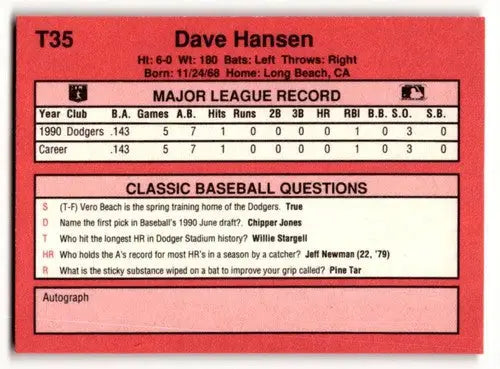 T35 Dave Hansen
Ht: 6-0 Wt: 180 Bats: Left Throws: Right
Born: 11/24/68 Home: Long Beach, CA
MAJOR LEAGUE RECORD
Year Club B.A. Games A.B. Hits Runs 2B 3B HR RBI B.B. S.O. S.B.
1990 Dodgers .143 5 7 1 0 0 0 0 1 0 3 0
Career .143 5 7 1 0 0 0 0 1 0 3 0
CLASSIC BASEBALL QUESTIONS
S (T-F) Vero Beach is the spring training home of the Dodgers. True
D Name the first pick in Baseball's 1990 June draft?. Chipper Jones
T Who hit the longest HR in Dodger Stadium history? Willie Stargell
HR Who holds the A's record for most HR's in a season by a catcher? Jeff Newman (22, '79)
R What is the sticky substance wiped on a bat to improve your grip called? Pine Tar
Autograph